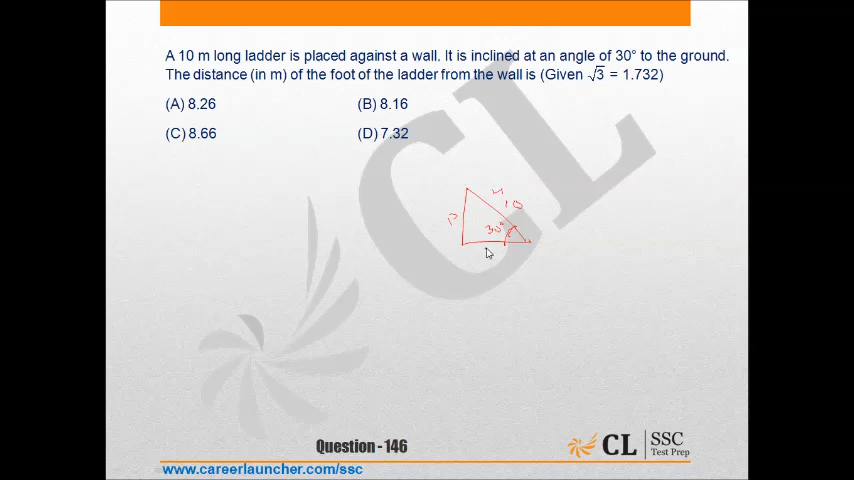 A 10 m long ladder is placed against a wall. It is inclined at an angle of 30° to the ground.
The distance (in m) of the foot of the ladder from the wall is (Given √3 = 1.732)
(A) 8.26 (B) 8.16
(C) 8.66 (D) 7.32
H
10
P
30°
CL
Question - 146
CL SSC
Test Prep
www.careerlauncher.com/ssc